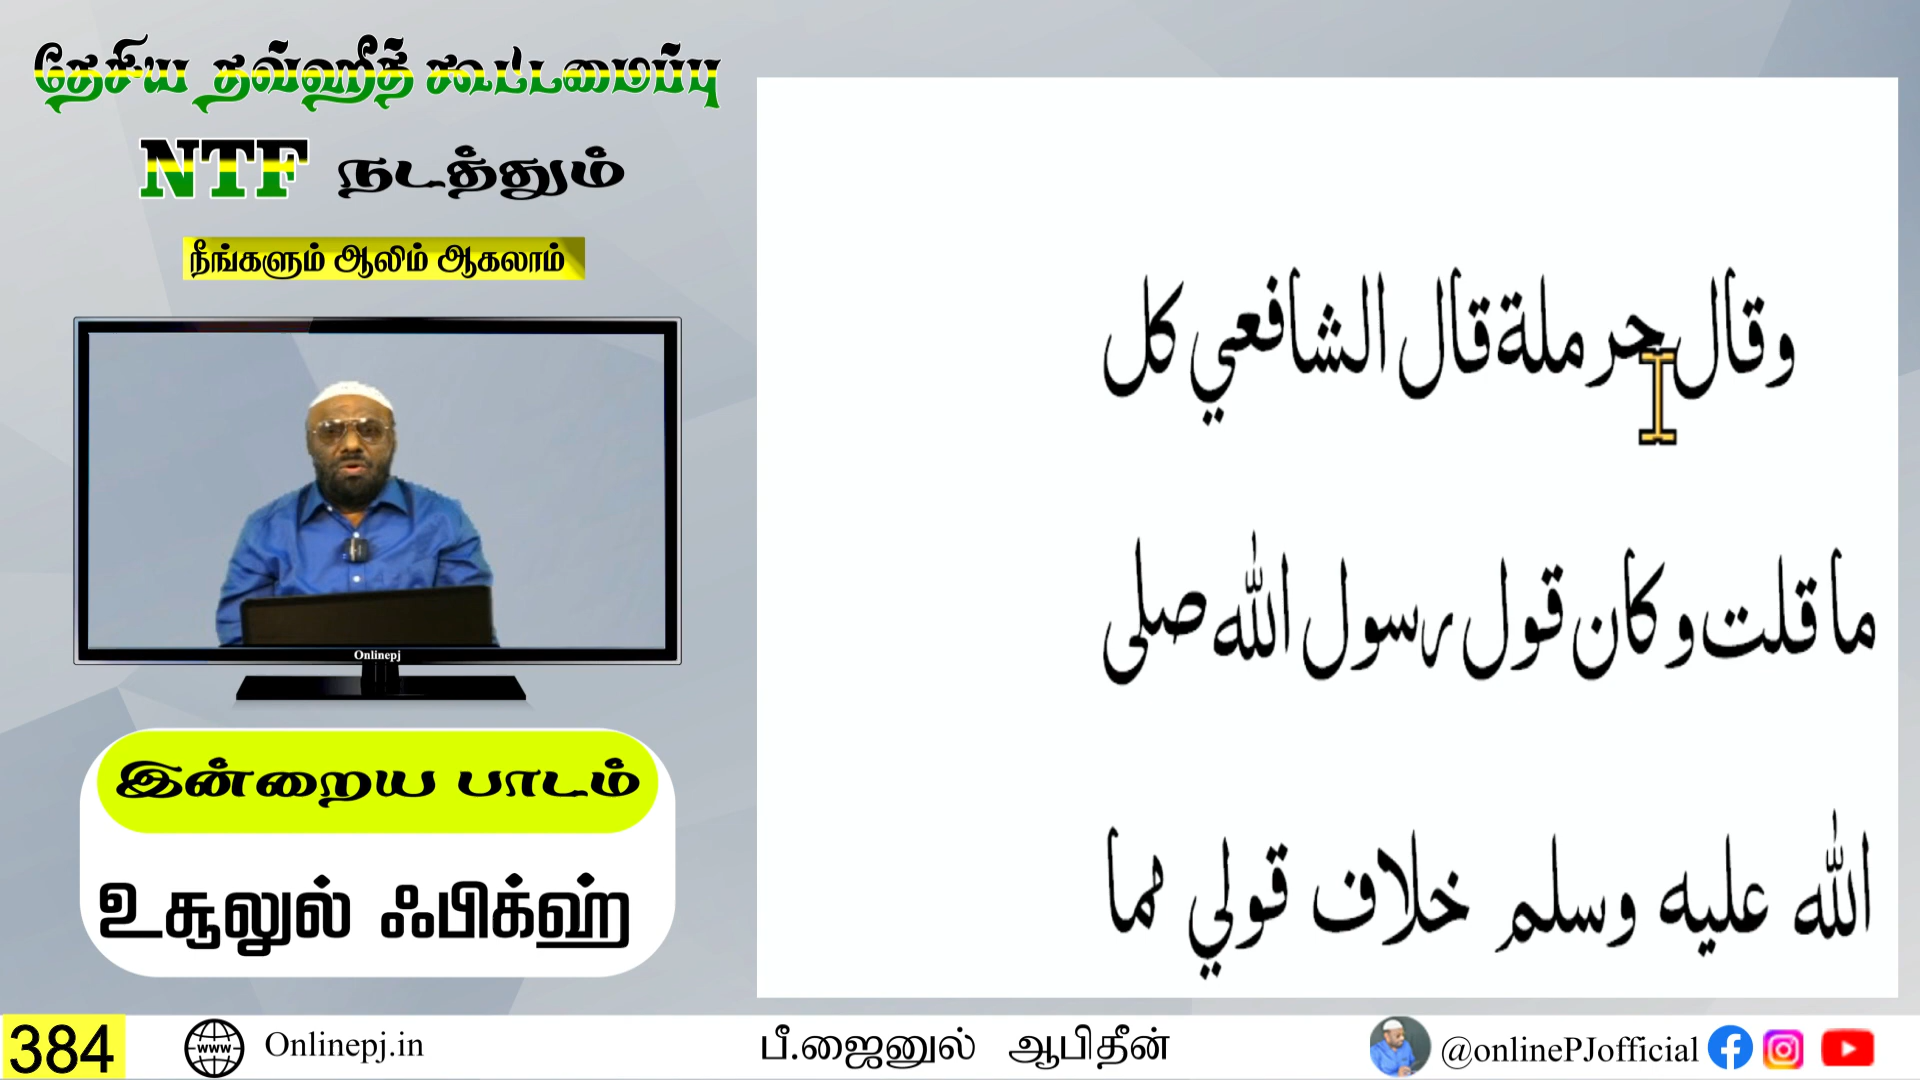 தேசிய தவ்ஹீத் கூட்டமைப்பு
NTF நடத்தும்
நீங்களும் ஆலிம் ஆகலாம்
Onlinepj
இன்றைய பாடம்
உசூலுல் ஃபிக்ஹ்
وقال حرملة قال الشافعي كل
ما قلت وكان قول رسول الله صلى
الله عليه وسلم خلاف قولي مما
384
www
Onlinepj.in
பீ.ஜைனுல் ஆபிதீன்
@onlinePJofficial